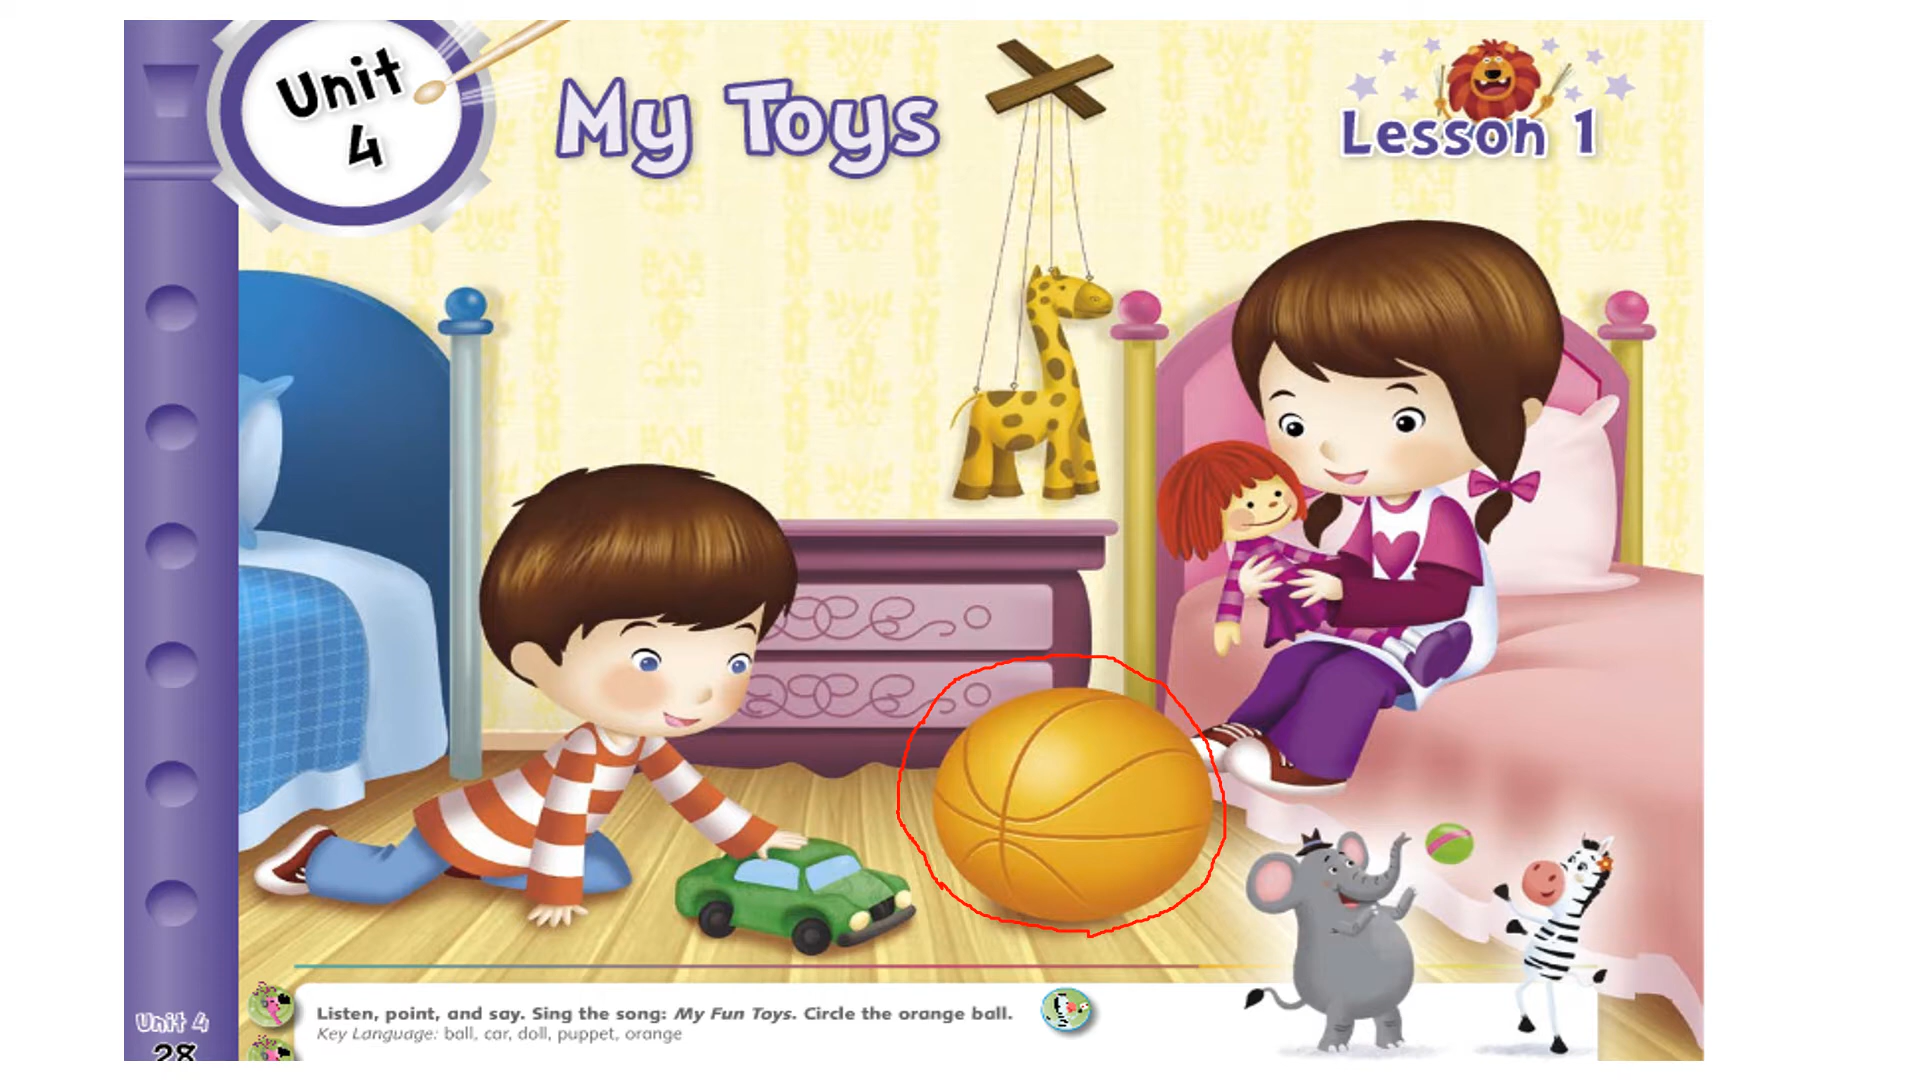 Unit
4
My Toys
Lesson 1
Listen, point, and say. Sing the song: My Fun Toys. Circle the orange ball.
Key Language: ball, car, doll, puppet, orange
Unit 4
28